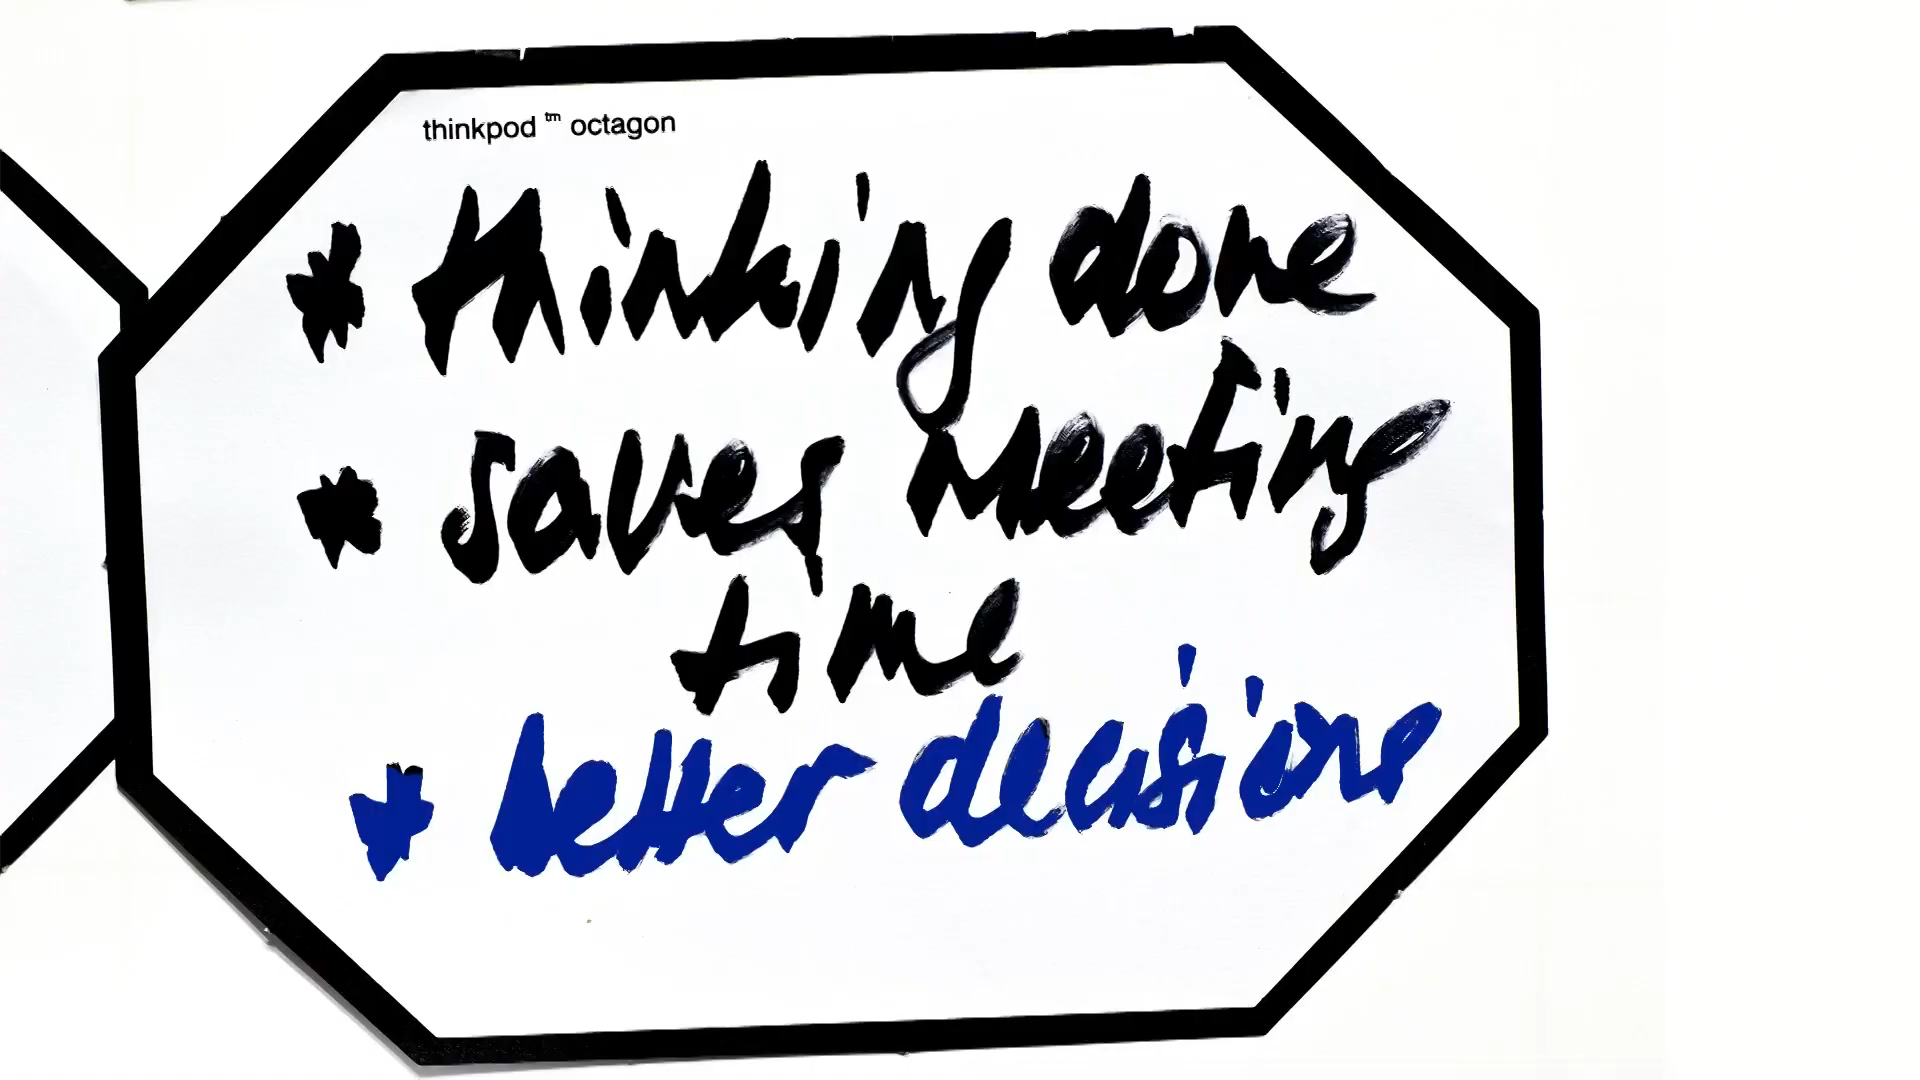 thinkpod ™ octagon
* thinking done
* saves meeting
time
* better decisions